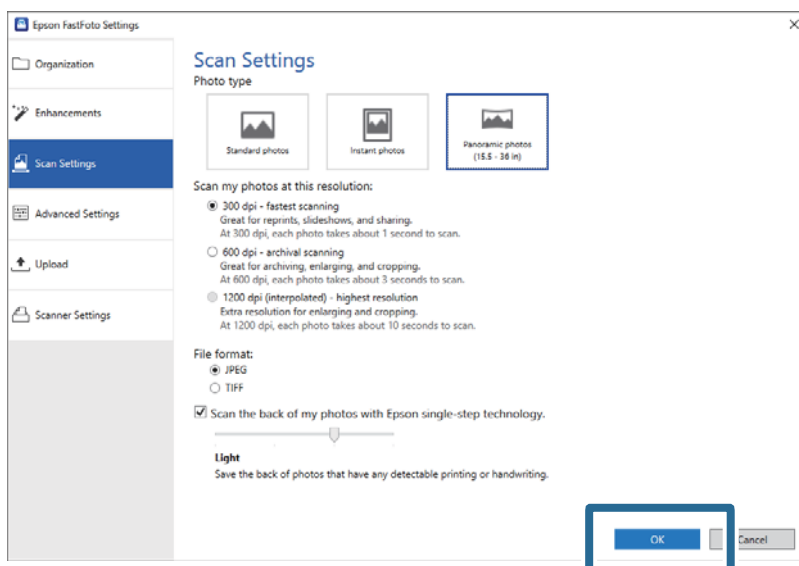 Epson FastFoto Settings
Organization
Enhancements
Scan Settings
Advanced Settings
Upload
Scanner Settings
Scan Settings
Photo type
Standard photos
Instant photos
Panoramic photos
(15.5 - 36 in)
Scan my photos at this resolution:
300 dpi - fastest scanning
Great for reprints, slideshows, and sharing.
At 300 dpi, each photo takes about 1 second to scan.
600 dpi - archival scanning
Great for archiving, enlarging, and cropping.
At 600 dpi, each photo takes about 3 seconds to scan.
1200 dpi (interpolated) - highest resolution
Extra resolution for enlarging and cropping.
At 1200 dpi, each photo takes about 10 seconds to scan.
File format:
JPEG
TIFF
Scan the back of my photos with Epson single-step technology.
Light
Save the back of photos that have any detectable printing or handwriting.
OK
Cancel